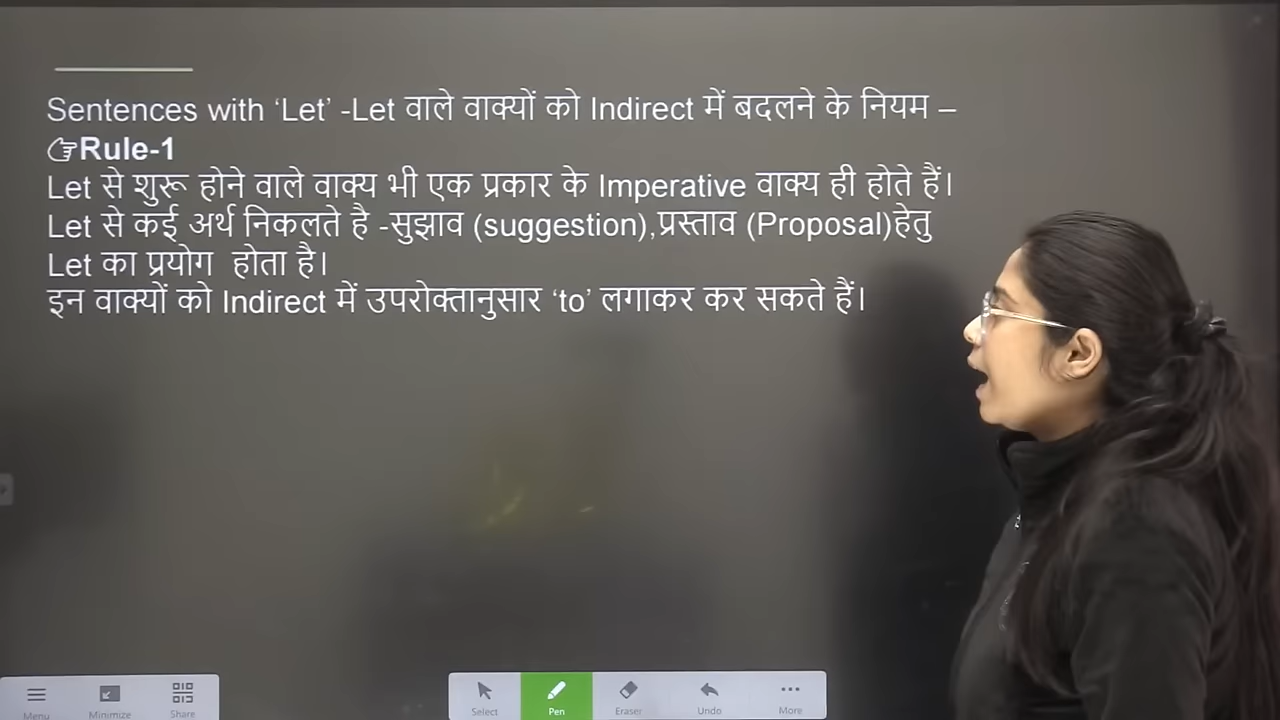 Sentences with ‘Let’ -Let वाले वाक्यों को Indirect में बदलने के नियम –
👉Rule-1
Let से शुरू होने वाले वाक्य भी एक प्रकार के Imperative वाक्य ही होते हैं।
Let से कई अर्थ निकलते है -सुझाव (suggestion),प्रस्ताव (Proposal)हेतु
Let का प्रयोग होता है।
इन वाक्यों को Indirect में उपरोक्तानुसार ‘to’ लगाकर कर सकते हैं।
Menu Minimize Share Select Pen Eraser Undo More